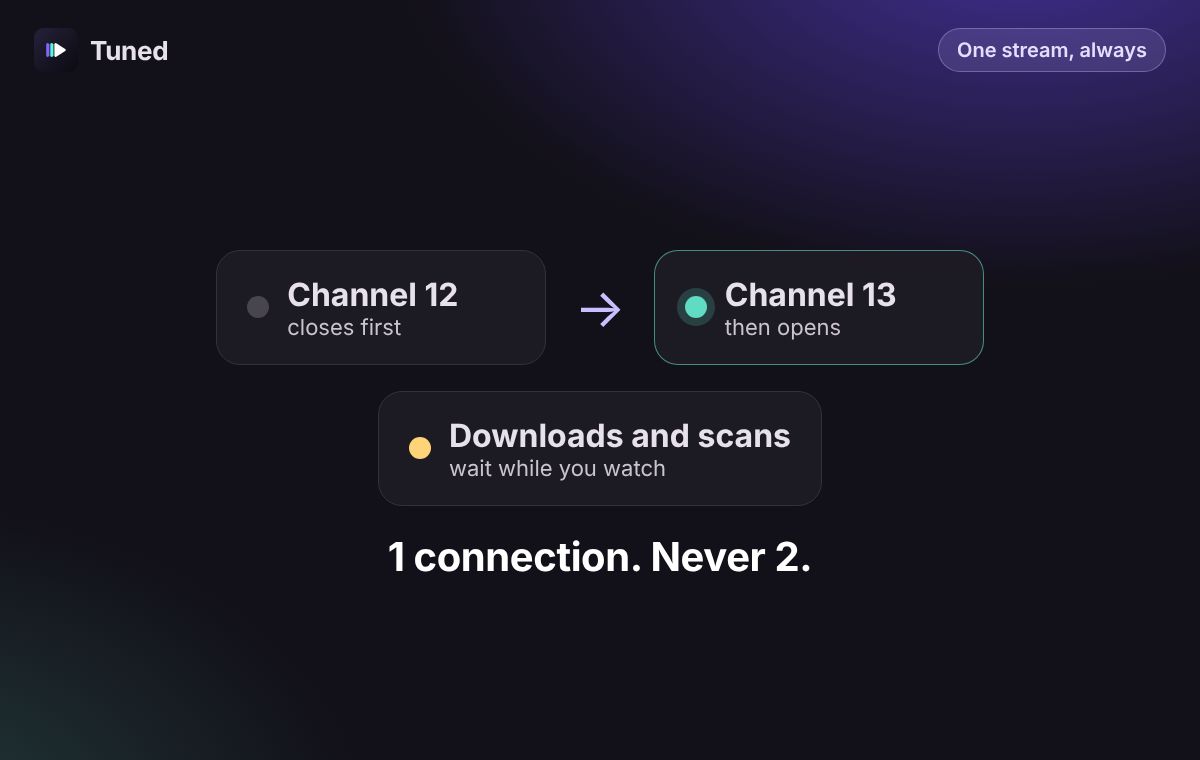 Tuned
One stream, always
Channel 12
closes first
Channel 13
then opens
Downloads and scans
wait while you watch
1 connection. Never 2.